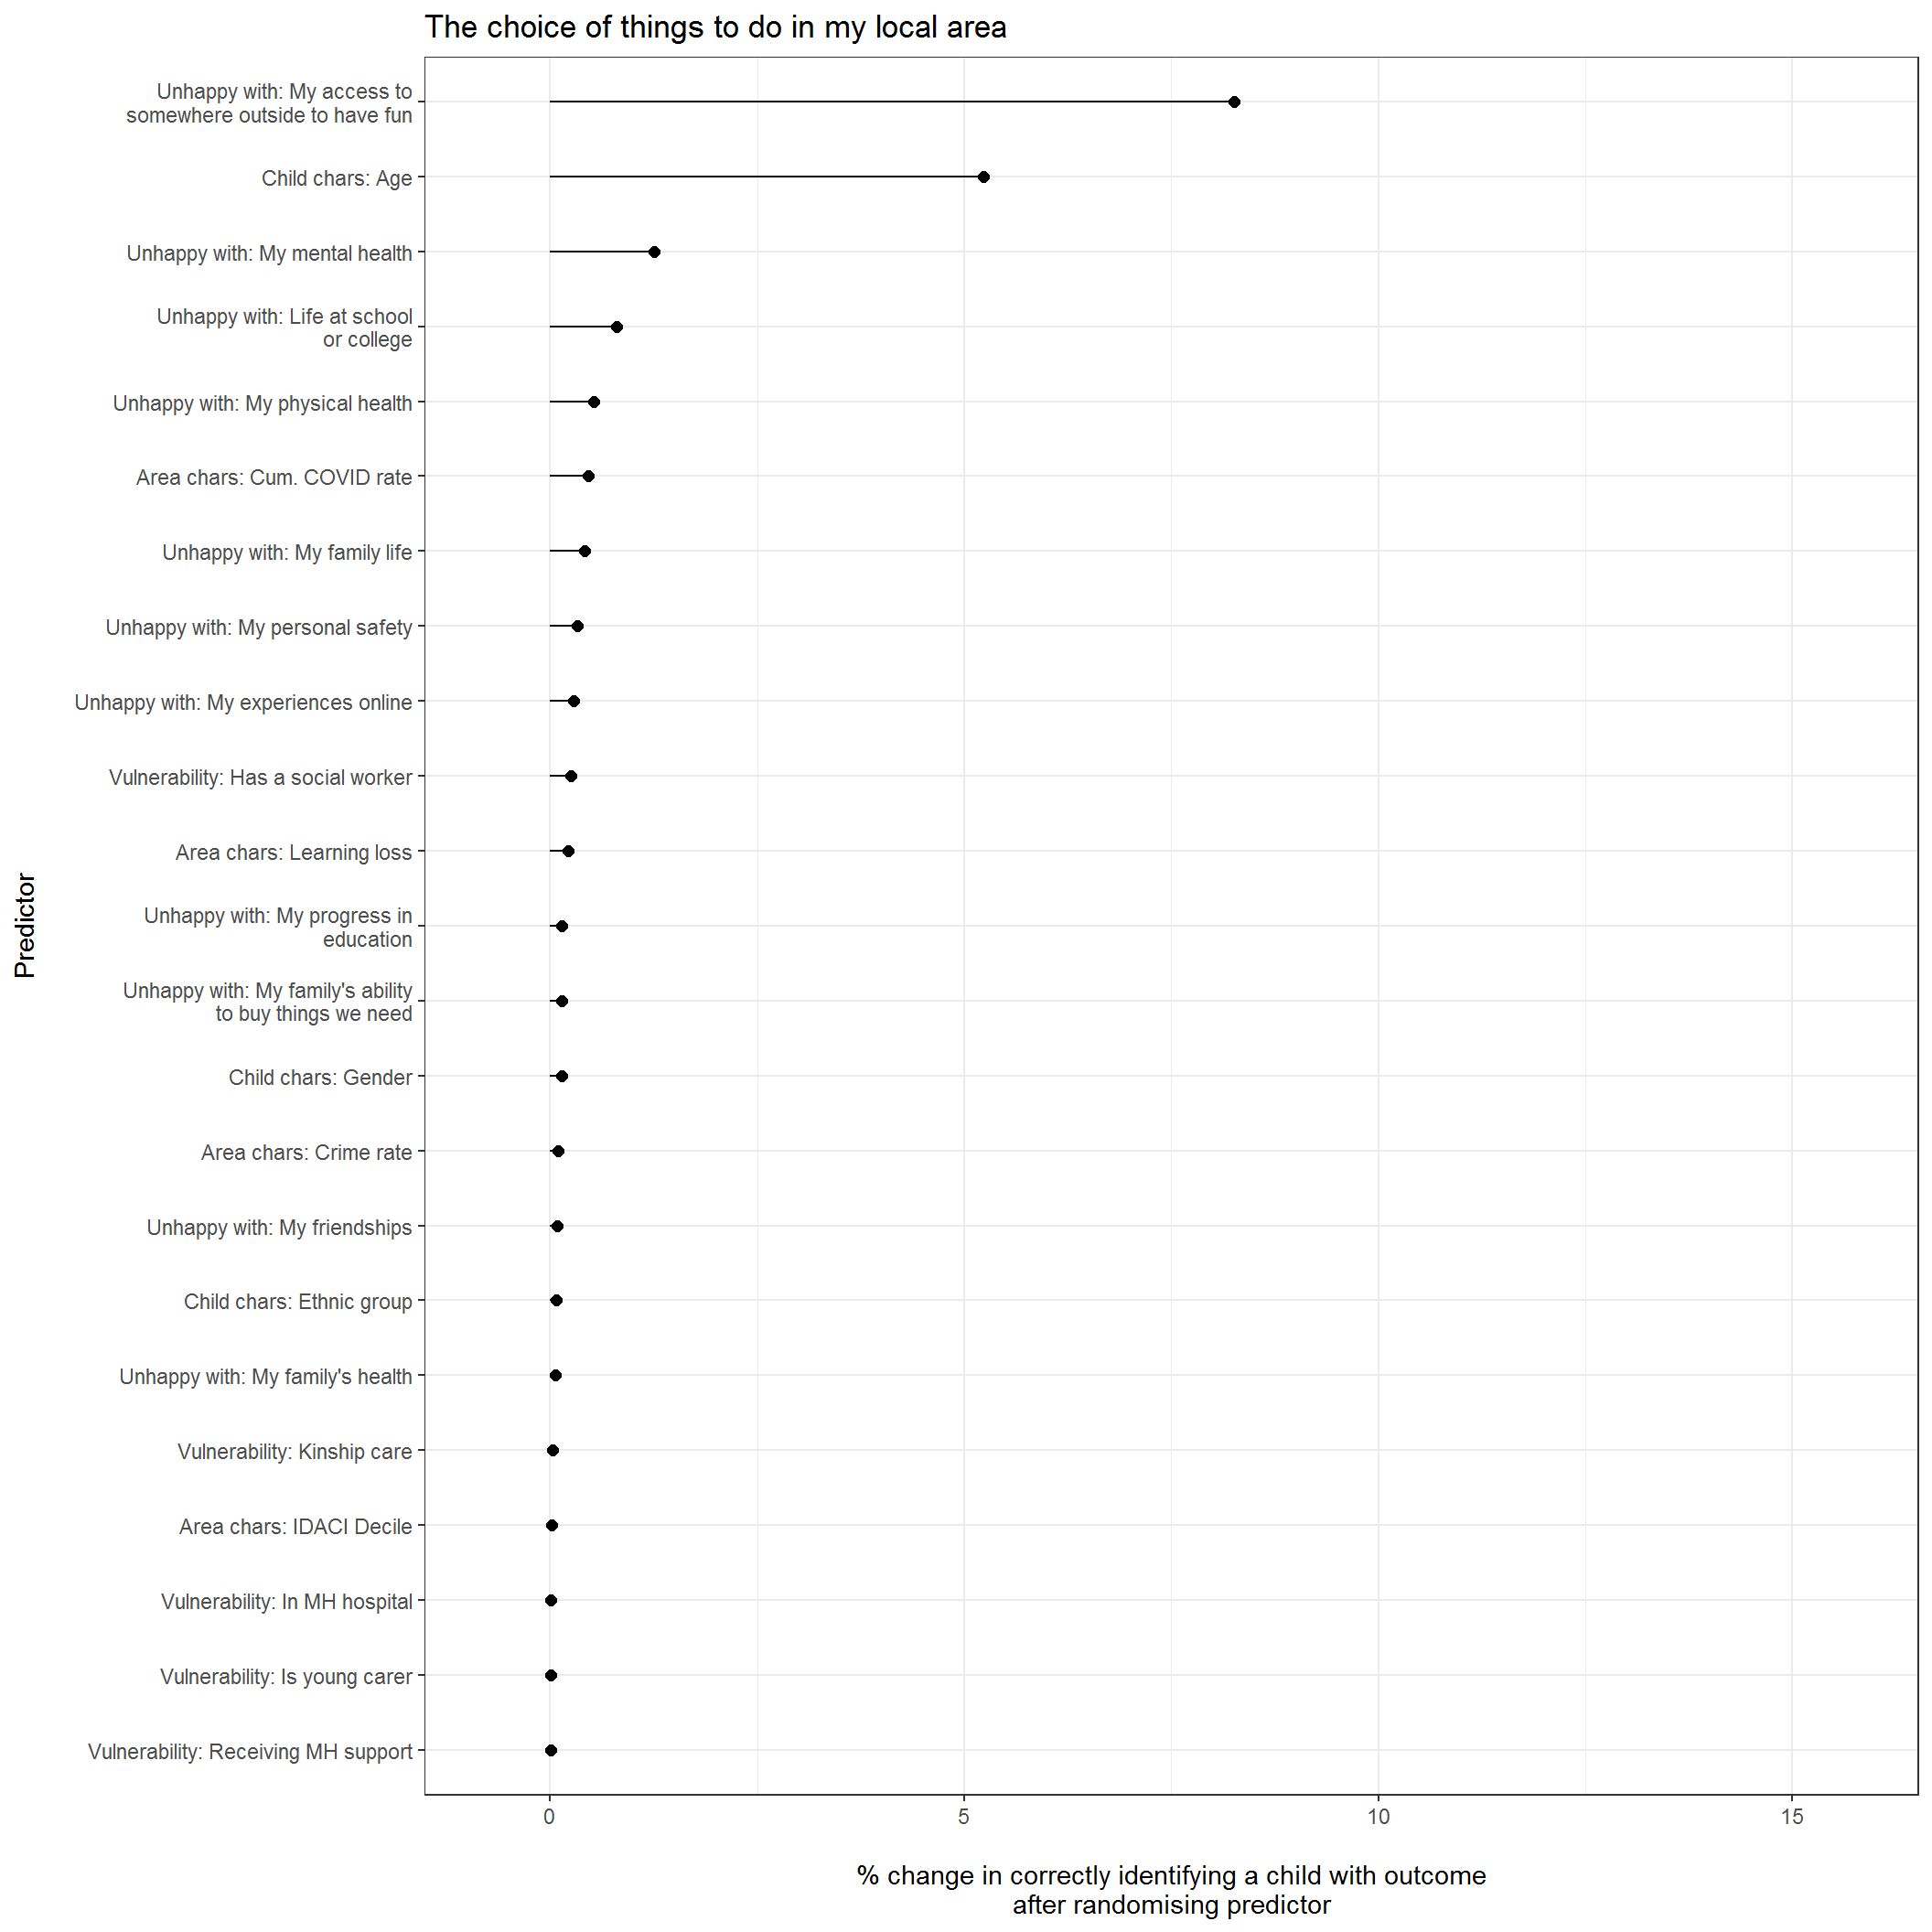 The choice of things to do in my local area
Unhappy with: My access to
somewhere outside to have fun
Child chars: Age
Unhappy with: My mental health
Unhappy with: Life at school
or college
Unhappy with: My physical health
Area chars: Cum. COVID rate
Unhappy with: My family life
Unhappy with: My personal safety
Unhappy with: My experiences online
Vulnerability: Has a social worker
Area chars: Learning loss
Unhappy with: My progress in
education
Unhappy with: My family's ability
to buy things we need
Child chars: Gender
Area chars: Crime rate
Unhappy with: My friendships
Child chars: Ethnic group
Unhappy with: My family's health
Vulnerability: Kinship care
Area chars: IDACI Decile
Vulnerability: In MH hospital
Vulnerability: Is young carer
Vulnerability: Receiving MH support
Predictor
0 5 10 15
% change in correctly identifying a child with outcome
after randomising predictor